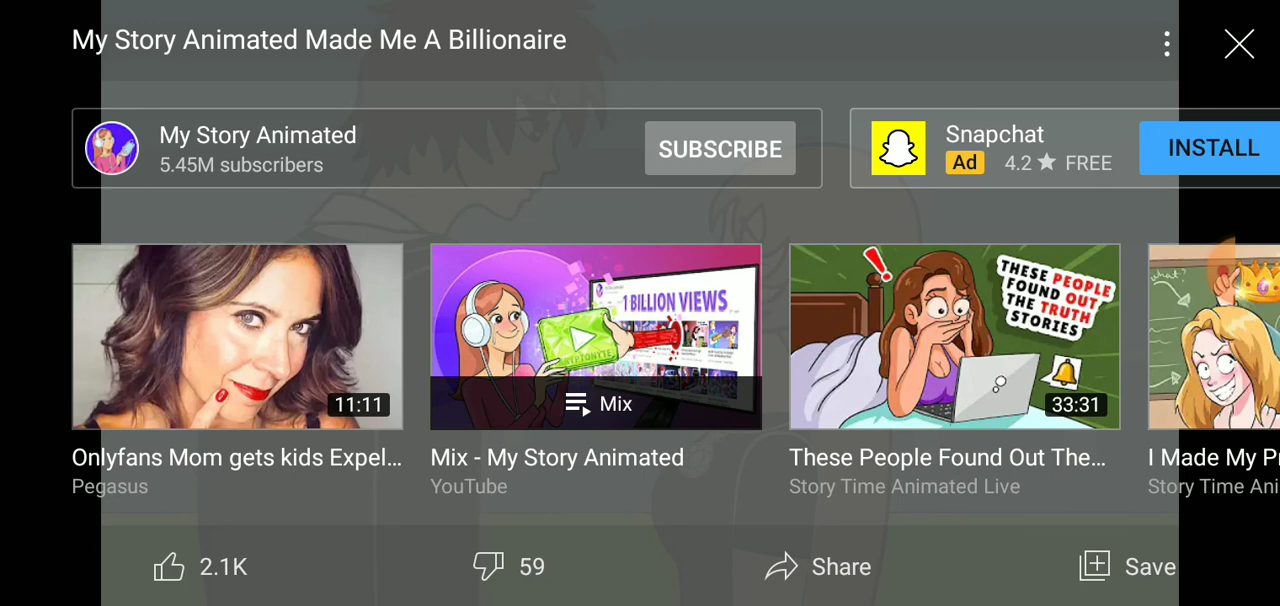 My Story Animated Made Me A Billionaire
My Story Animated
5.45M subscribers
SUBSCRIBE
Snapchat
Ad 4.2 ★ FREE
INSTALL
11:11
1 BILLION VIEWS
Mix
THESE PEOPLE
FOUND OUT
THE TRUTH
STORIES
33:31
what?
Onlyfans Mom gets kids Expel...
Pegasus
Mix - My Story Animated
YouTube
These People Found Out The...
Story Time Animated Live
I Made My Pr
Story Time Ani
2.1K
59
Share
Save